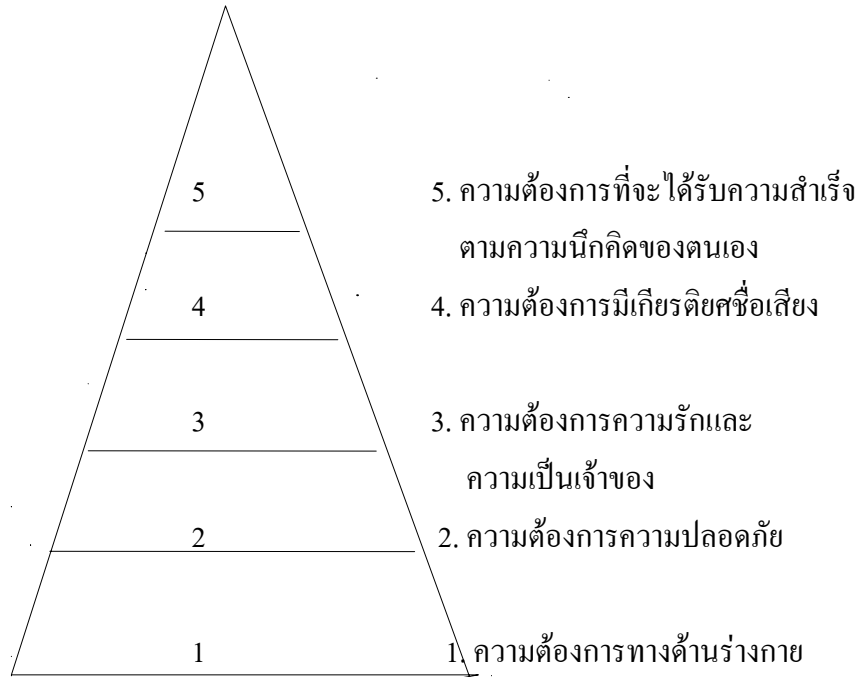 5 5. ความต้องการที่จะได้รับความสำเร็จ
ตามความนึกคิดของตนเอง
4 4. ความต้องการมีเกียรติยศชื่อเสียง
3 3. ความต้องการความรักและ
ความเป็นเจ้าของ
2 2. ความต้องการความปลอดภัย
1 1. ความต้องการทางด้านร่างกาย